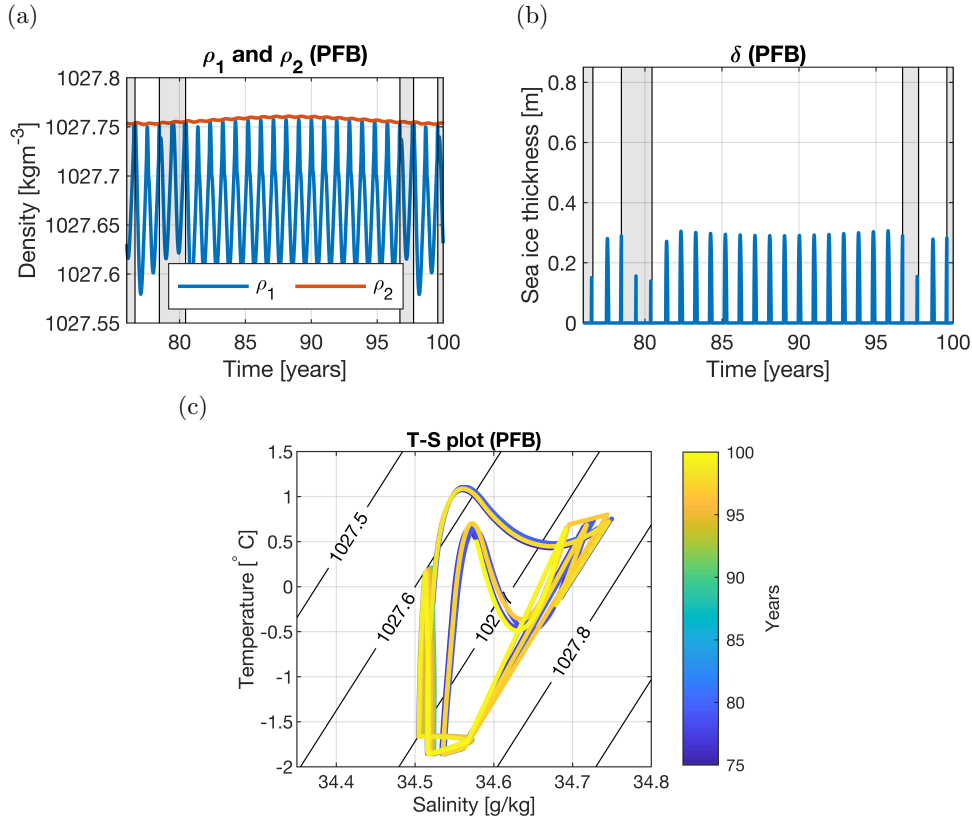 (a)
ρ1 and ρ2 (PFB)
1027.8
1027.75
1027.7
1027.65
1027.6
1027.55
Density [kgm-3]
ρ1 ρ2
80 85 90 95 100
Time [years]
(b)
δ (PFB)
0.8
0.6
0.4
0.2
0
Sea ice thickness [m]
80 85 90 95 100
Time [years]
(c)
T-S plot (PFB)
1.5
1
0.5
0
-0.5
-1
-1.5
-2
Temperature [° C]
1027.5
1027.6
1027.8
34.4 34.5 34.6 34.7 34.8
Salinity [g/kg]
100
95
90
85
80
75
Years